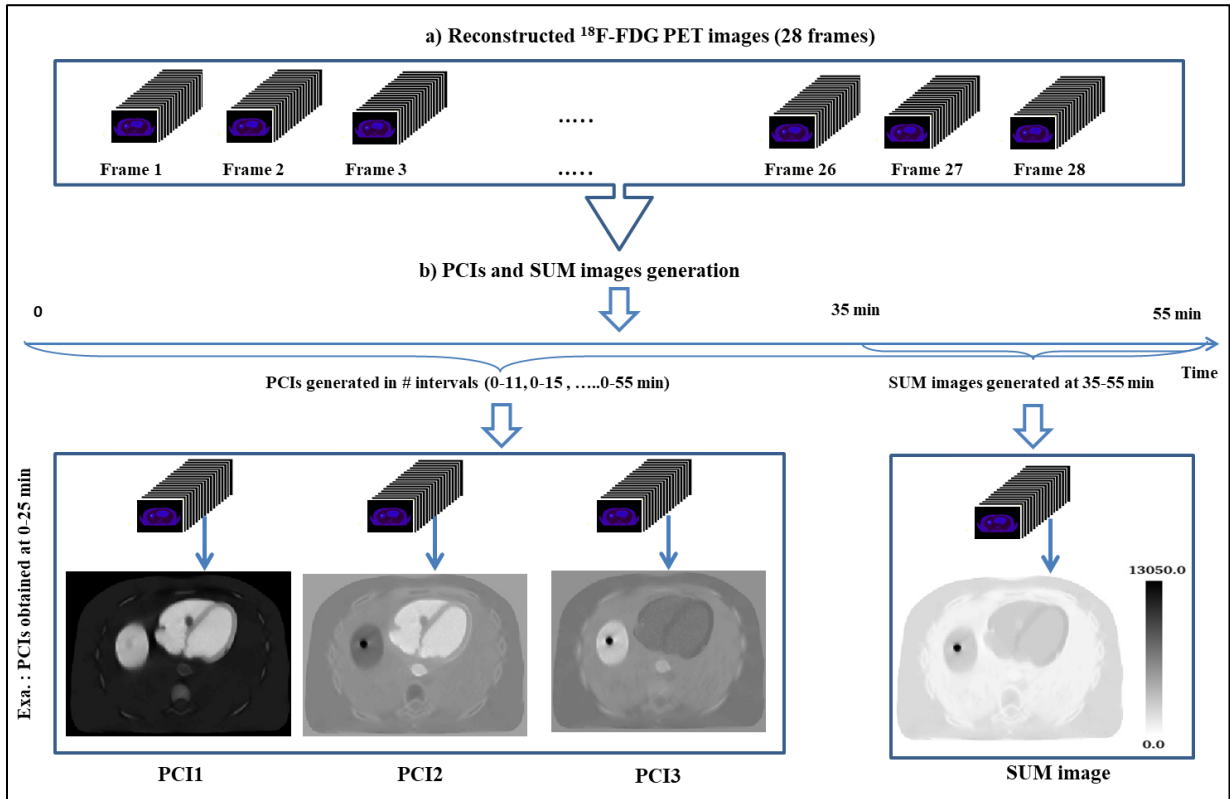 a) Reconstructed ¹⁸F-FDG PET images (28 frames)
.....
Frame 1 Frame 2 Frame 3 ..... Frame 26 Frame 27 Frame 28
b) PCIs and SUM images generation
0 35 min 55 min
Time
PCIs generated in # intervals (0-11, 0-15 , .....0-55 min) SUM images generated at 35-55 min
Exa. : PCIs obtained at 0-25 min
13050.0
0.0
PCI1 PCI2 PCI3 SUM image